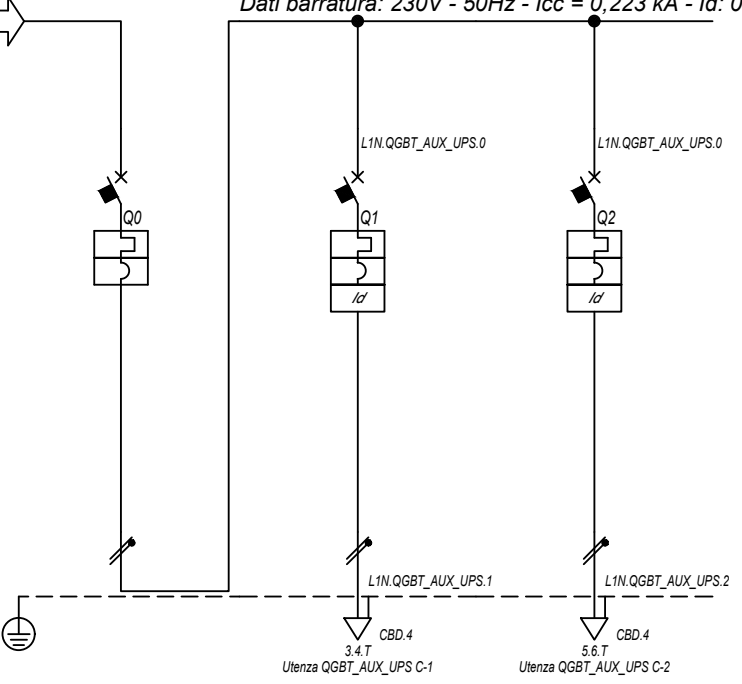 Dati barratura: 230V - 50Hz - Icc = 0,223 kA - Id: 0
L1N.QGBT_AUX_UPS.0
L1N.QGBT_AUX_UPS.0
Q0
Q1
Q2
Id
Id
L1N.QGBT_AUX_UPS.1
L1N.QGBT_AUX_UPS.2
CBD.4
CBD.4
3.4.T
5.6.T
Utenza QGBT_AUX_UPS C-1
Utenza QGBT_AUX_UPS C-2